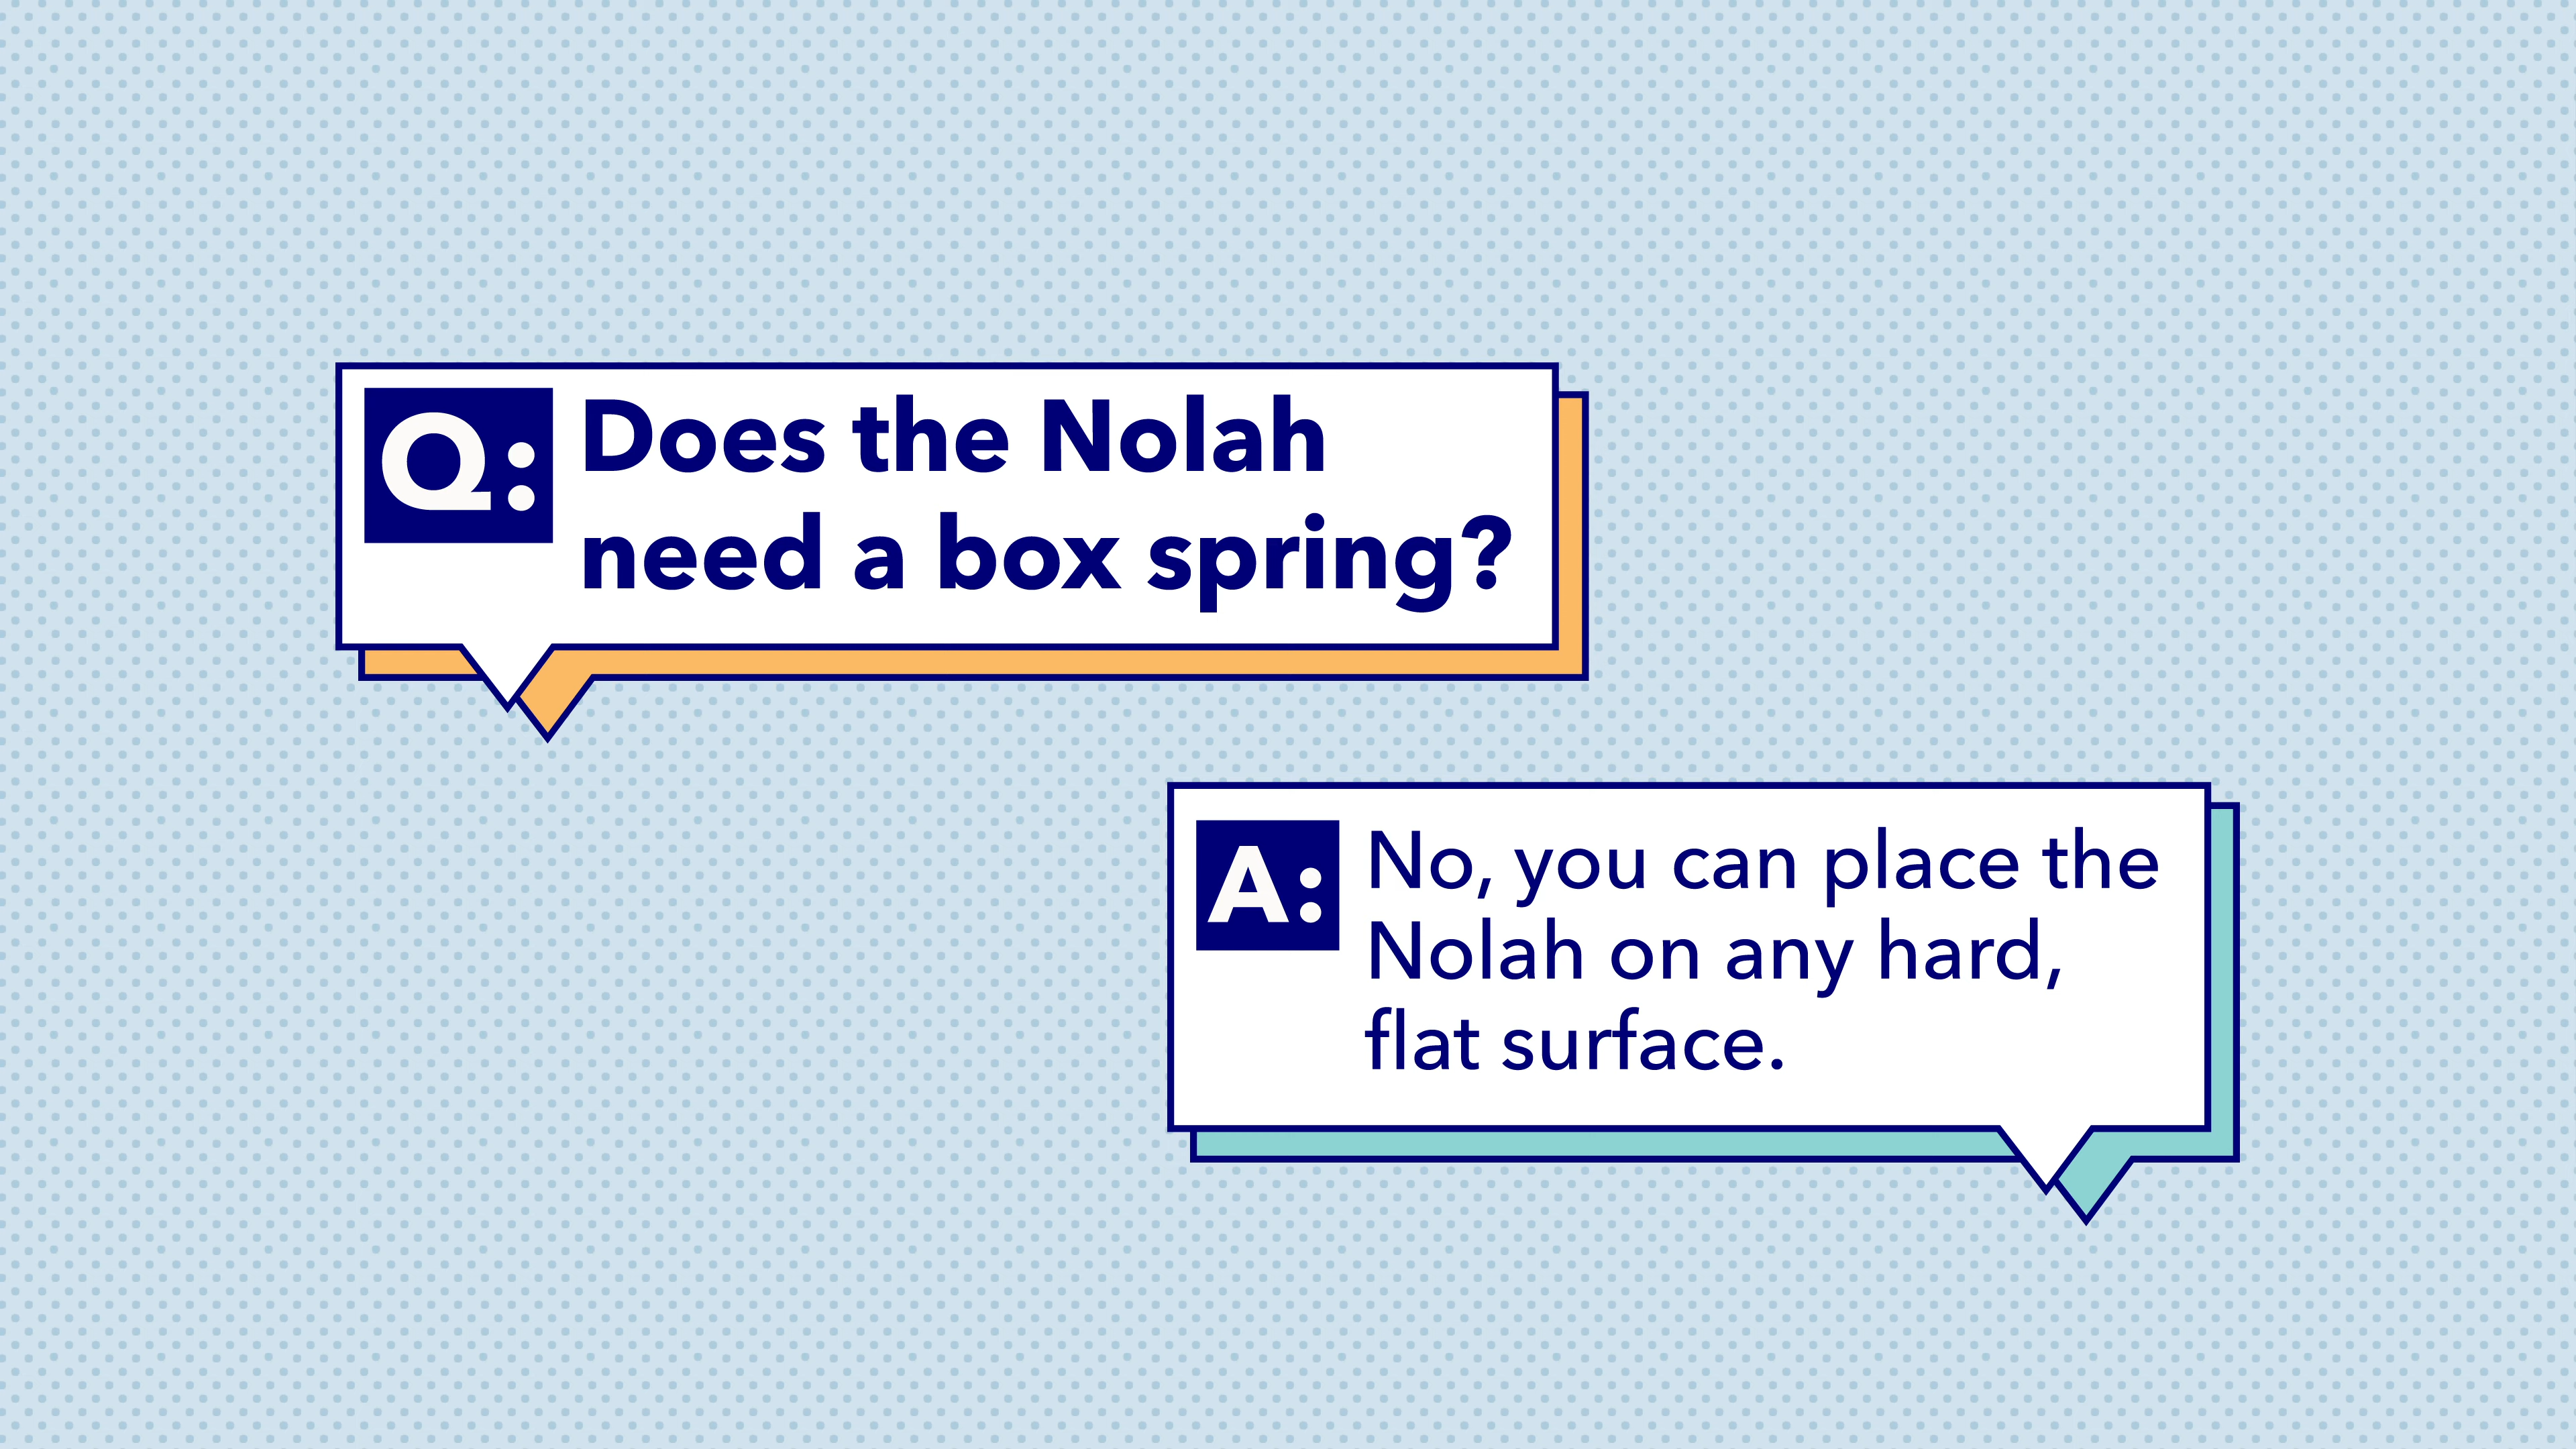 Q: Does the Nolah
need a box spring?
A: No, you can place the
Nolah on any hard,
flat surface.